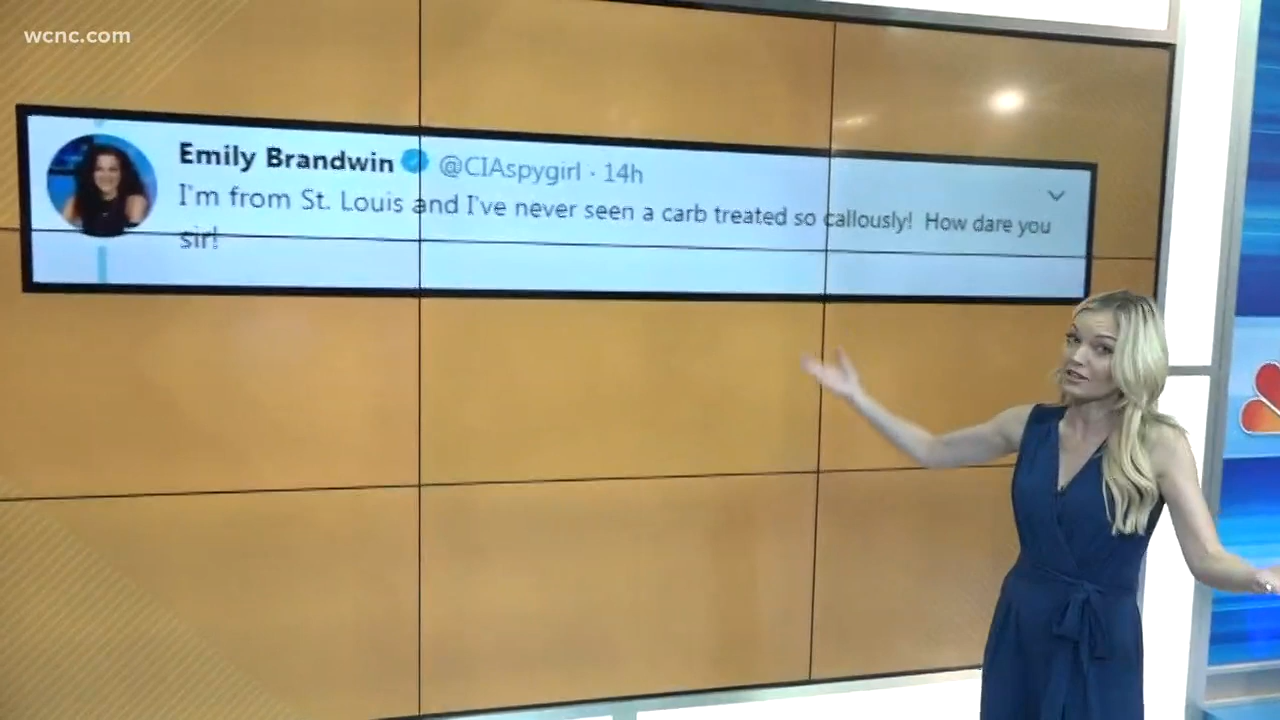 wcnc.com
Emily Brandwin @CIAspygirl · 14h
I'm from St. Louis and I've never seen a carb treated so callously! How dare you
sir!